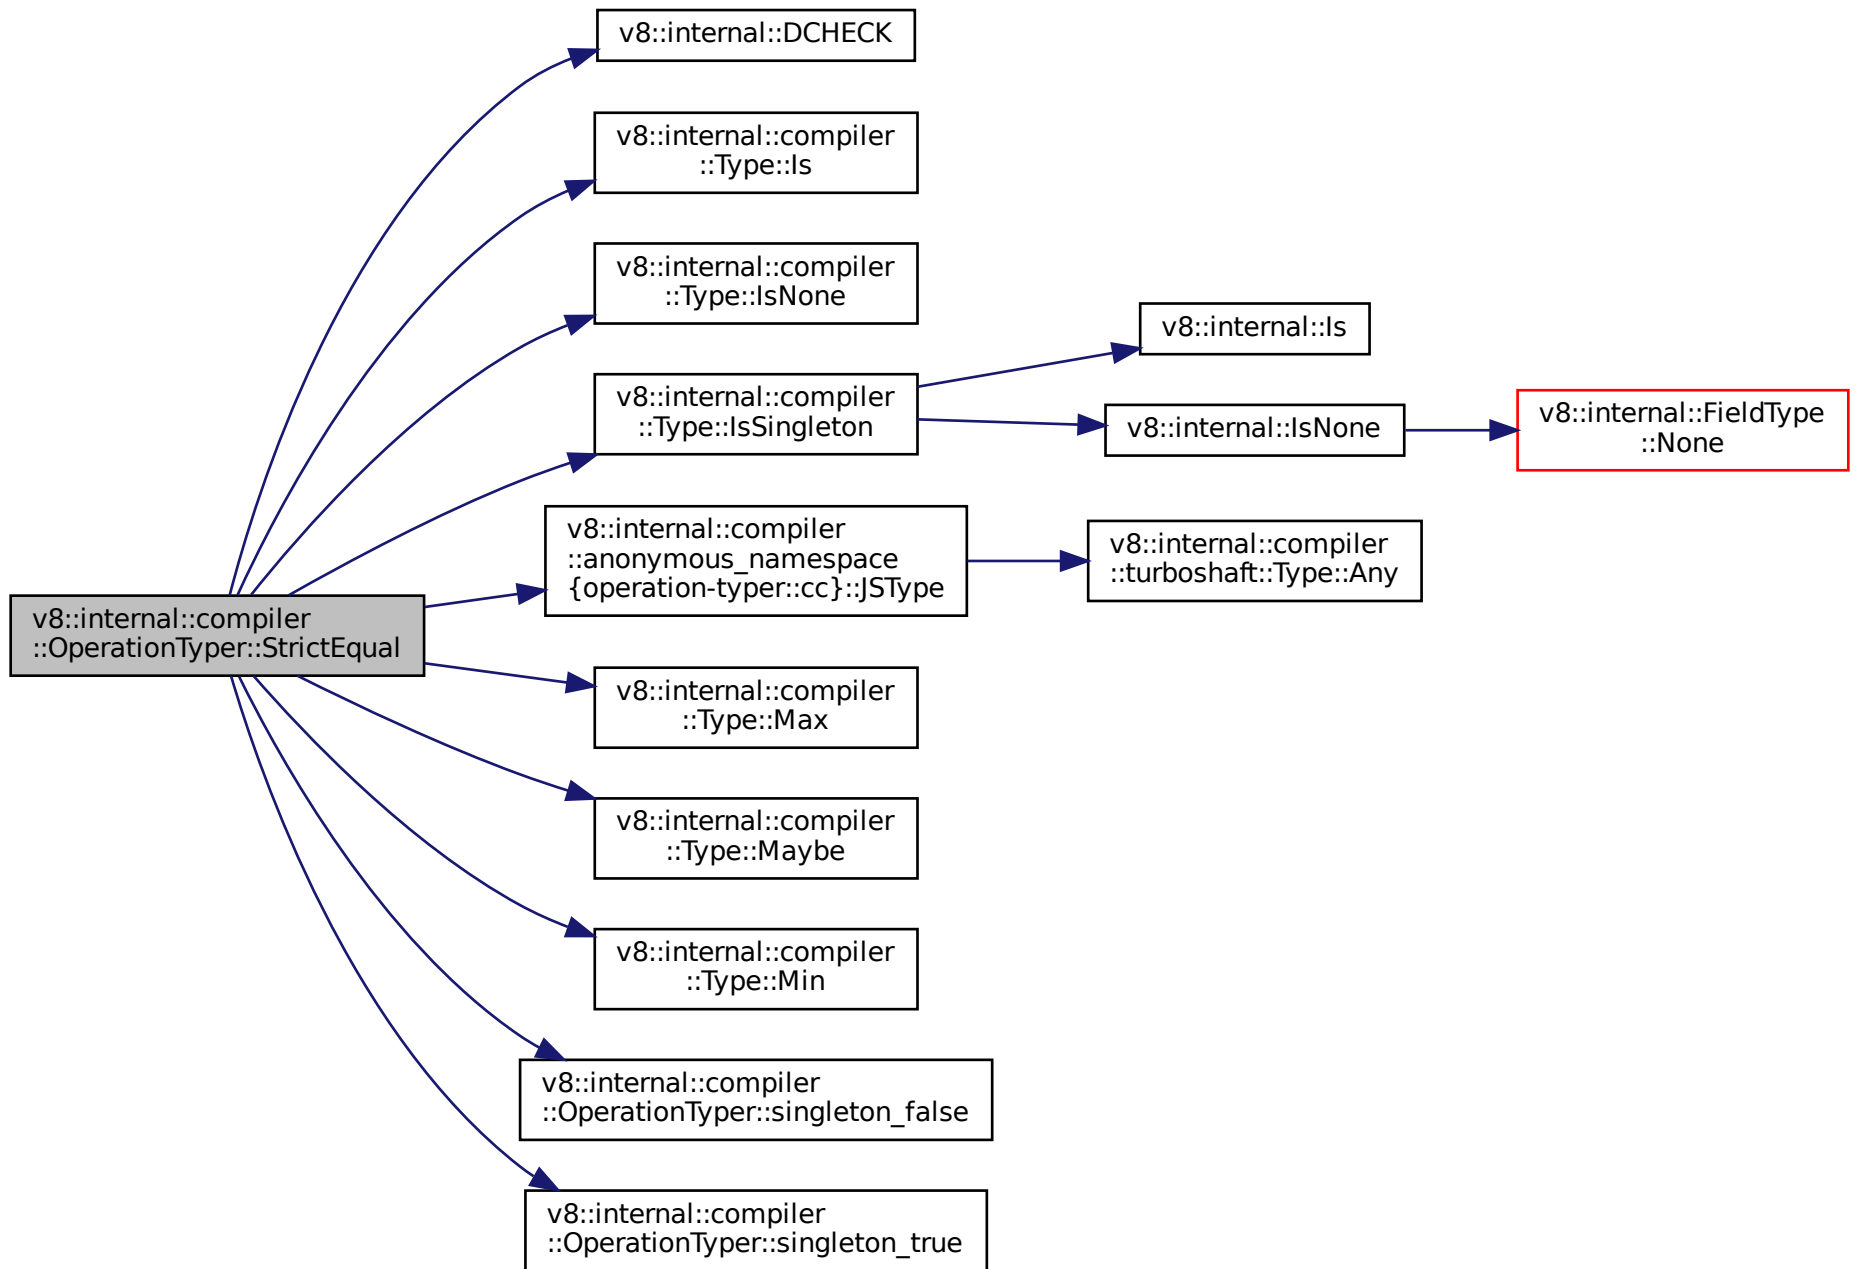 v8::internal::compiler
::OperationTyper::StrictEqual
v8::internal::DCHECK
v8::internal::compiler
::Type::Is
v8::internal::compiler
::Type::IsNone
v8::internal::compiler
::Type::IsSingleton
v8::internal::Is
v8::internal::IsNone
v8::internal::FieldType
::None
v8::internal::compiler
::anonymous_namespace
{operation-typer::cc}::JSType
v8::internal::compiler
::turboshaft::Type::Any
v8::internal::compiler
::Type::Max
v8::internal::compiler
::Type::Maybe
v8::internal::compiler
::Type::Min
v8::internal::compiler
::OperationTyper::singleton_false
v8::internal::compiler
::OperationTyper::singleton_true